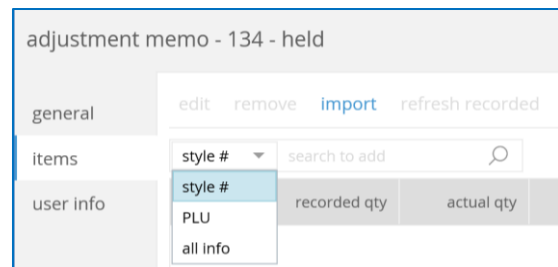 adjustment memo - 134 - held
general
items
user info
edit remove import refresh recorded
style # search to add
style #
PLU
all info
recorded qty actual qty